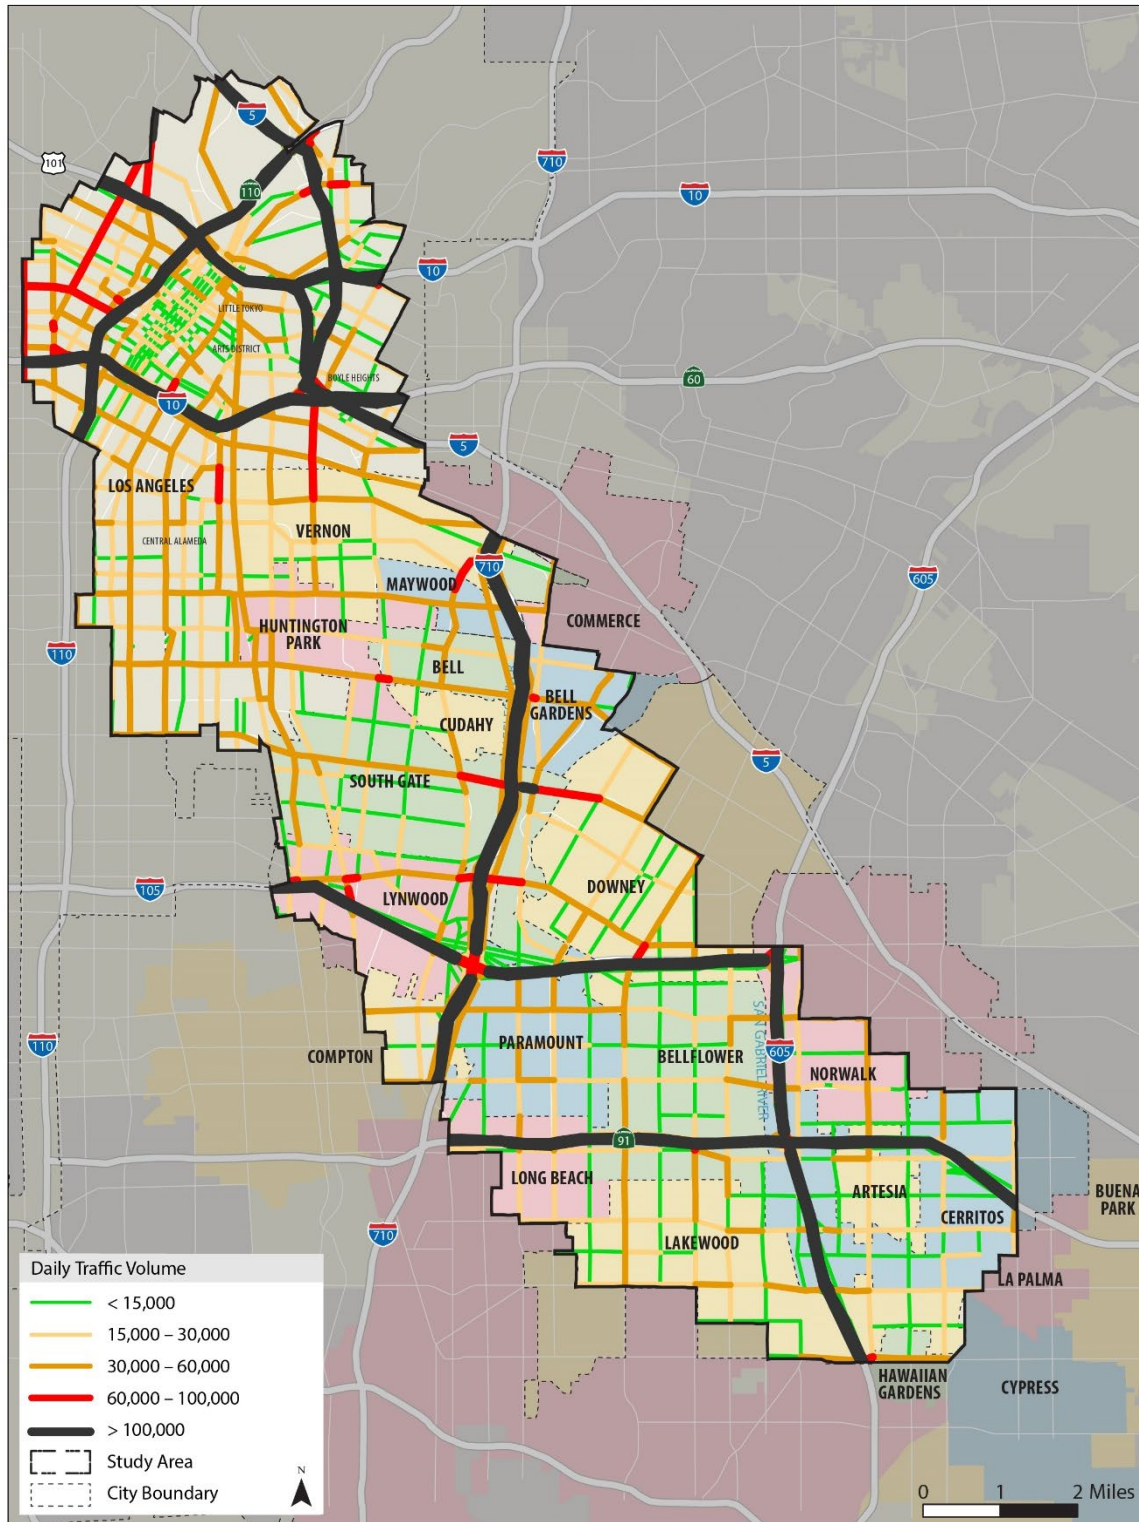 5
101
710
110
10
10
LITTLE TOKYO
ARTS DISTRICT
BOYLE HEIGHTS
60
10
5
LOS ANGELES
VERNON
CENTRAL ALAMEDA
710
MAYWOOD
605
COMMERCE
HUNTINGTON
PARK
110
BELL
BELL
GARDENS
CUDAHY
5
SOUTH GATE
105
LYNWOOD
DOWNEY
SAN GABRIEL RIVER
110
PARAMOUNT
COMPTON
BELLFLOWER
605
NORWALK
91
LONG BEACH
ARTESIA
BUENA
PARK
CERRITOS
710
LAKEWOOD
LA PALMA
HAWAIIAN
GARDENS
CYPRESS
Daily Traffic Volume
< 15,000
15,000 – 30,000
30,000 – 60,000
60,000 – 100,000
> 100,000
Study Area
City Boundary
N
0 1 2 Miles